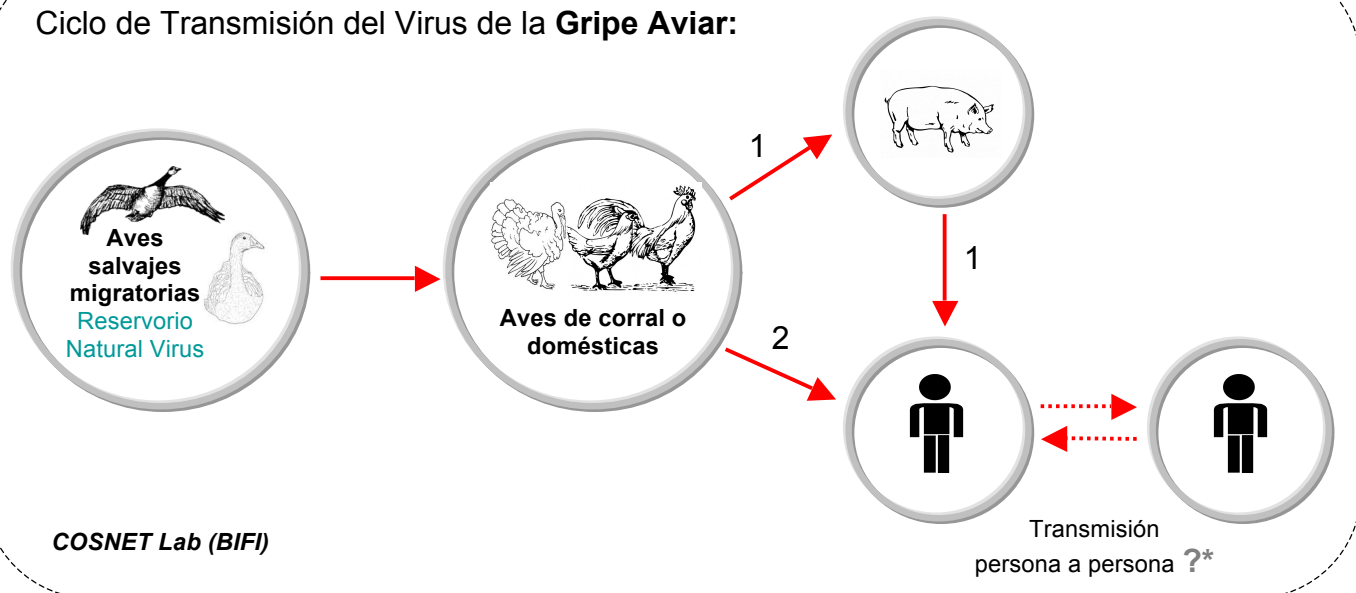 Ciclo de Transmisión del Virus de la Gripe Aviar:
Aves
salvajes
migratorias
Reservorio
Natural Virus
Aves de corral o
domésticas
1
1
2
Transmisión
persona a persona ?*
COSNET Lab (BIFI)